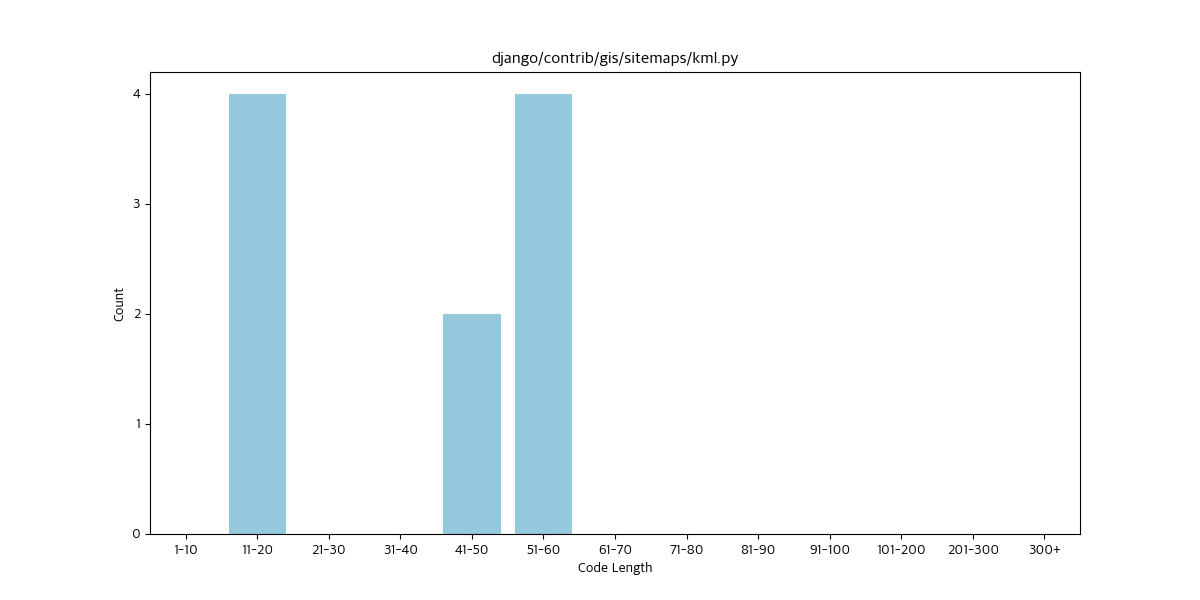 django/contrib/gis/sitemaps/kml.py
4
3
2
1
0
Count
1-10 11-20 21-30 31-40 41-50 51-60 61-70 71-80 81-90 91-100 101-200 201-300 300+
Code Length